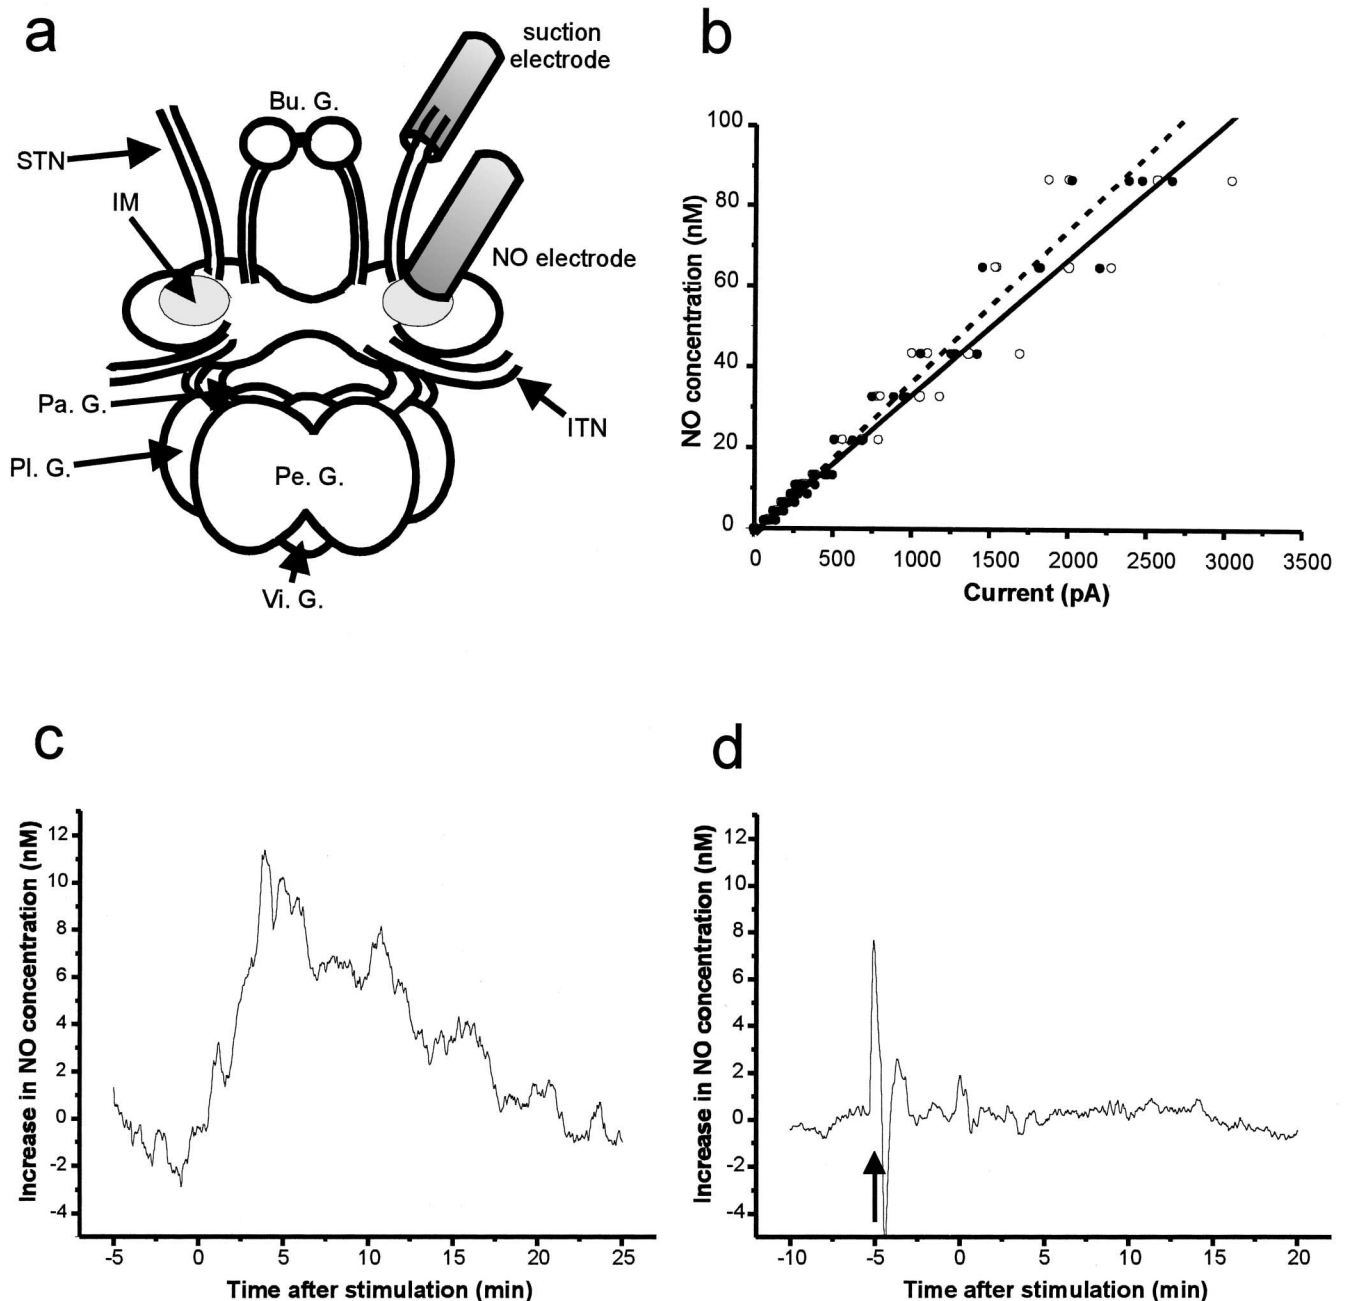 a
suction
electrode
Bu. G.
STN
IM
NO electrode
Pa. G.
ITN
Pl. G.
Pe. G.
Vi. G.
b
NO concentration (nM)
100
80
60
40
20
0
0 500 1000 1500 2000 2500 3000 3500
Current (pA)
c
Increase in NO concentration (nM)
12
10
8
6
4
2
0
-2
-4
-5 0 5 10 15 20 25
Time after stimulation (min)
d
Increase in NO concentration (nM)
12
10
8
6
4
2
0
-2
-4
-10 -5 0 5 10 15 20
Time after stimulation (min)